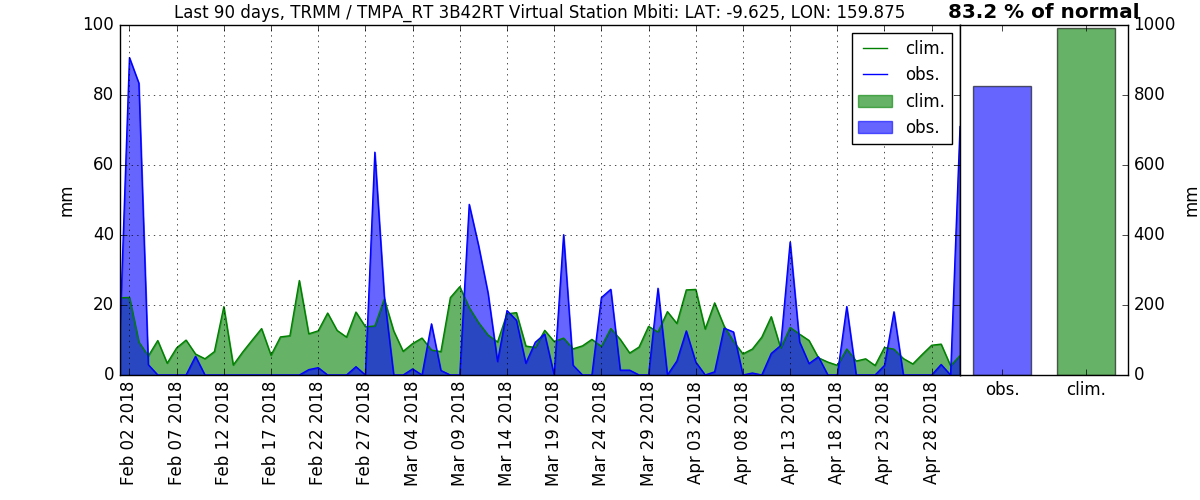 Last 90 days, TRMM / TMPA_RT 3B42RT Virtual Station Mbiti: LAT: -9.625, LON: 159.875
83.2 % of normal
100
80
60
40
20
0
mm
clim.
obs.
clim.
obs.
1000
800
600
400
200
0
mm
obs.
clim.
Feb 02 2018
Feb 07 2018
Feb 12 2018
Feb 17 2018
Feb 22 2018
Feb 27 2018
Mar 04 2018
Mar 09 2018
Mar 14 2018
Mar 19 2018
Mar 24 2018
Mar 29 2018
Apr 03 2018
Apr 08 2018
Apr 13 2018
Apr 18 2018
Apr 23 2018
Apr 28 2018